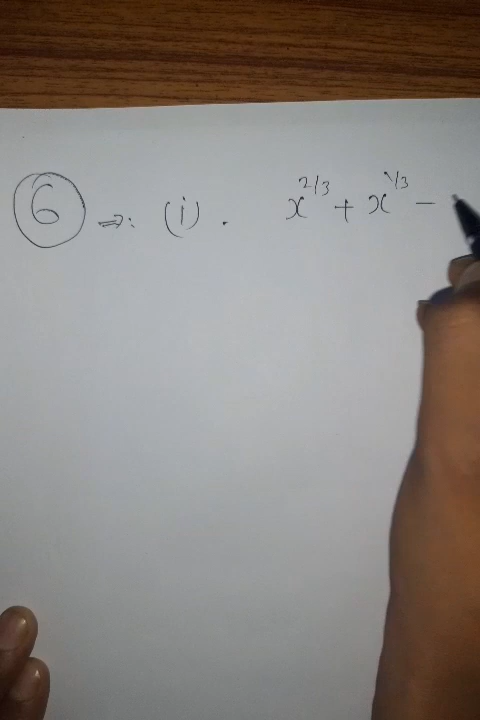 6 ⇒: (i). x^2/3 + x^1/3 -